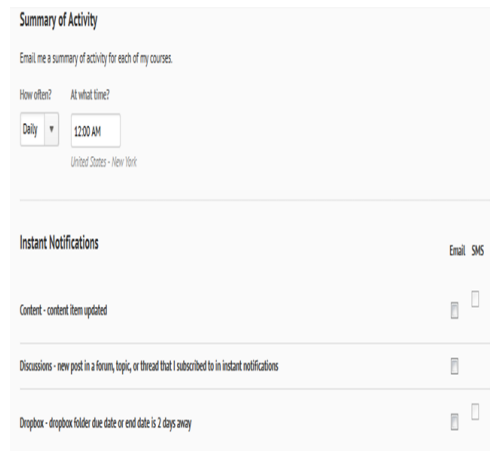 Summary of Activity
Email me a summary of activity for each of my courses.
How often? At what time?
Daily 12:00 AM
United States - New York
Instant Notifications
Email SMS
Content - content item updated
Discussions - new post in a forum, topic, or thread that I subscribed to in instant notifications
Dropbox - dropbox folder due date or end date is 2 days away